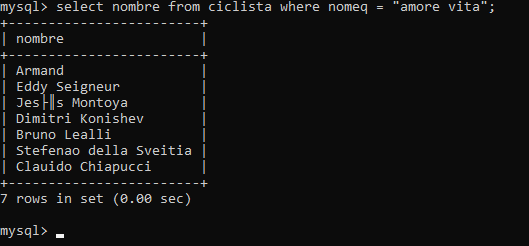 mysql> select nombre from ciclista where nomeq = "amore vita";
+------------------------+
| nombre                 |
+------------------------+
| Armand                 |
| Eddy Seigneur          |
| Jes├║s Montoya         |
| Dimitri Konishev       |
| Bruno Lealli           |
| Stefenao della Sveitia |
| Clauido Chiapucci      |
+------------------------+
7 rows in set (0.00 sec)
mysql> _